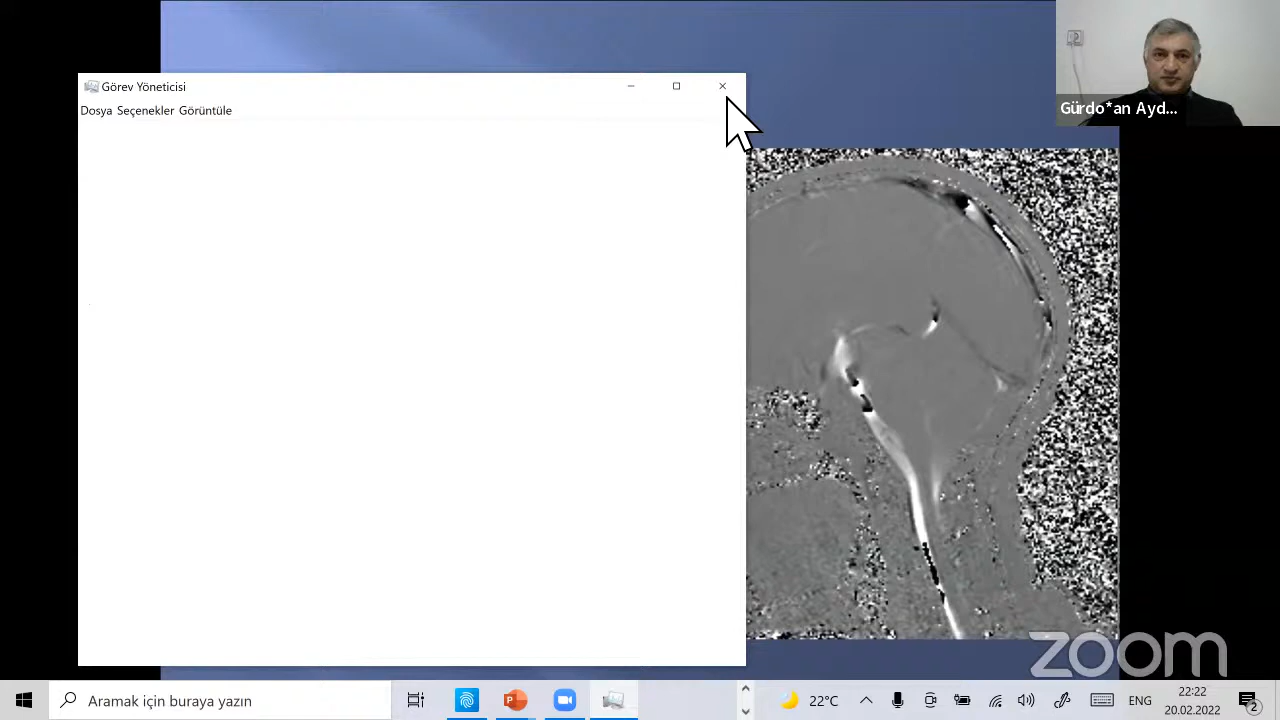 Görev Yöneticisi
Dosya Seçenekler Görüntüle
Gürdo*an Ayd...
zoom
Aramak için buraya yazın
22°C
ENG
22:22
20.02.2022
2